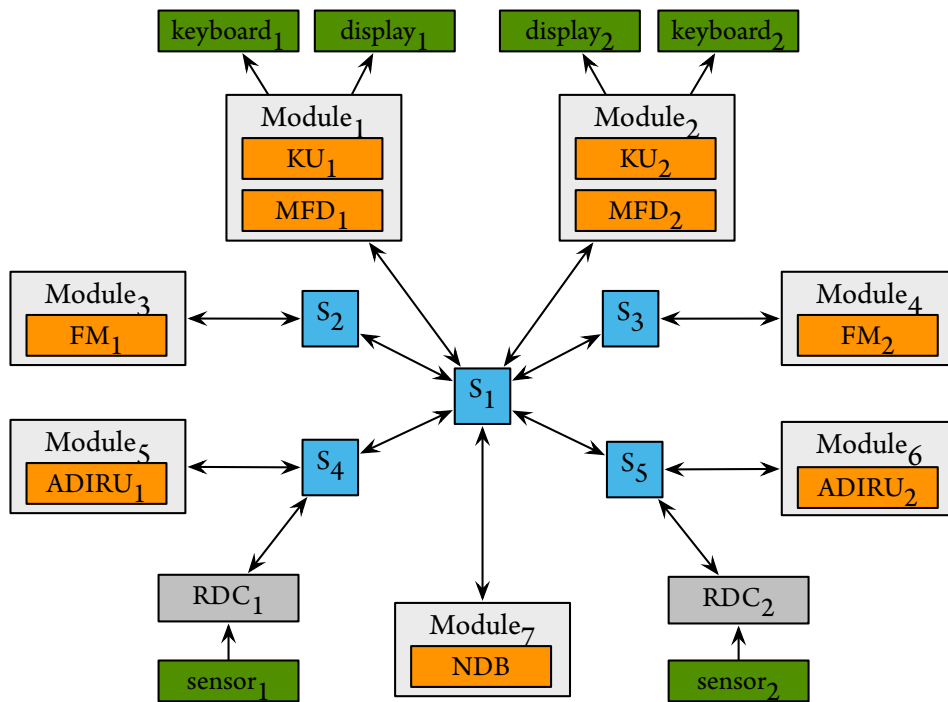 keyboard₁
display₁
display₂
keyboard₂
Module₁
KU₁
MFD₁
Module₂
KU₂
MFD₂
Module₃
FM₁
S₂
S₃
Module₄
FM₂
S₁
Module₅
ADIRU₁
S₄
S₅
Module₆
ADIRU₂
RDC₁
Module₇
NDB
RDC₂
sensor₁
sensor₂